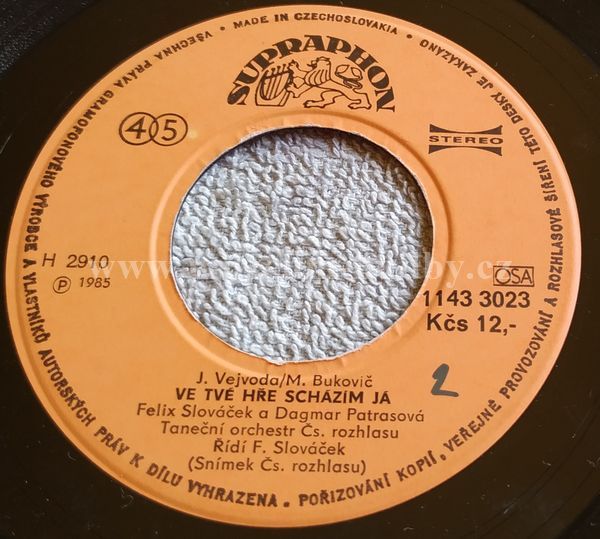 VŠECHNA PRÁVA GRAMOFONOVÉHO VÝROBCE A VLASTNÍKŮ AUTORSKÝCH PRÁV K DÍLU VYHRAZENA. POŘIZOVÁNÍ KOPIÍ, VEŘEJNÉ PROVOZOVÁNÍ A ROZHLASOVÉ ŠÍŘENÍ TÉTO DESKY JE ZAKÁZÁNO • MADE IN CZECHOSLOVAKIA •
SUPRAPHON
45
STEREO
H 2910
Ⓟ 1985
OSA
1143 3023
Kčs 12,-
2
J. Vejvoda/M. Bukovič
VE TVÉ HŘE SCHÁZÍM JÁ
Felix Slováček a Dagmar Patrasová
Taneční orchestr Čs. rozhlasu
Řídí F. Slováček
(Snímek Čs. rozhlasu)